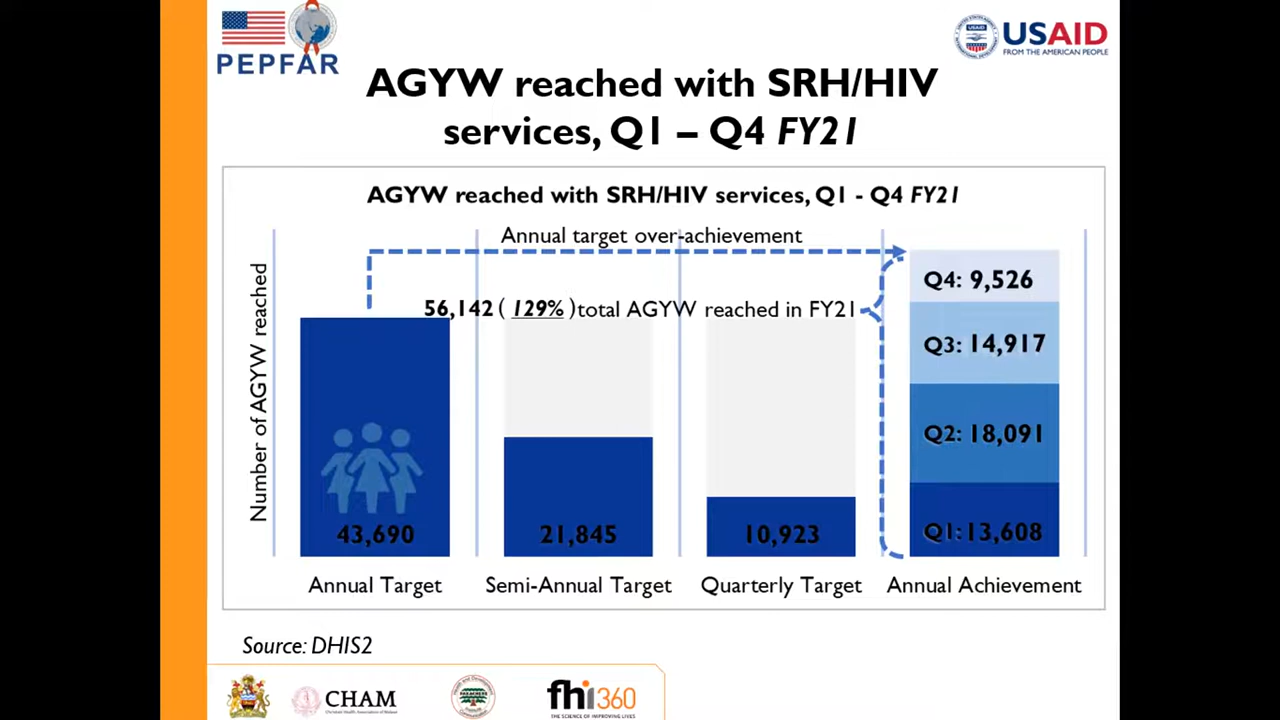 PEPFAR
USAID
FROM THE AMERICAN PEOPLE
AGYW reached with SRH/HIV
services, Q1 – Q4 FY21
AGYW reached with SRH/HIV services, Q1 - Q4 FY21
Annual target over-achievement
56,142 ( 129% )total AGYW reached in FY21
Number of AGYW reached
Q4: 9,526
Q3: 14,917
Q2: 18,091
Q1: 13,608
43,690
21,845
10,923
Annual Target
Semi-Annual Target
Quarterly Target
Annual Achievement
Source: DHIS2
CHAM
fhi360
THE SCIENCE OF IMPROVING LIVES